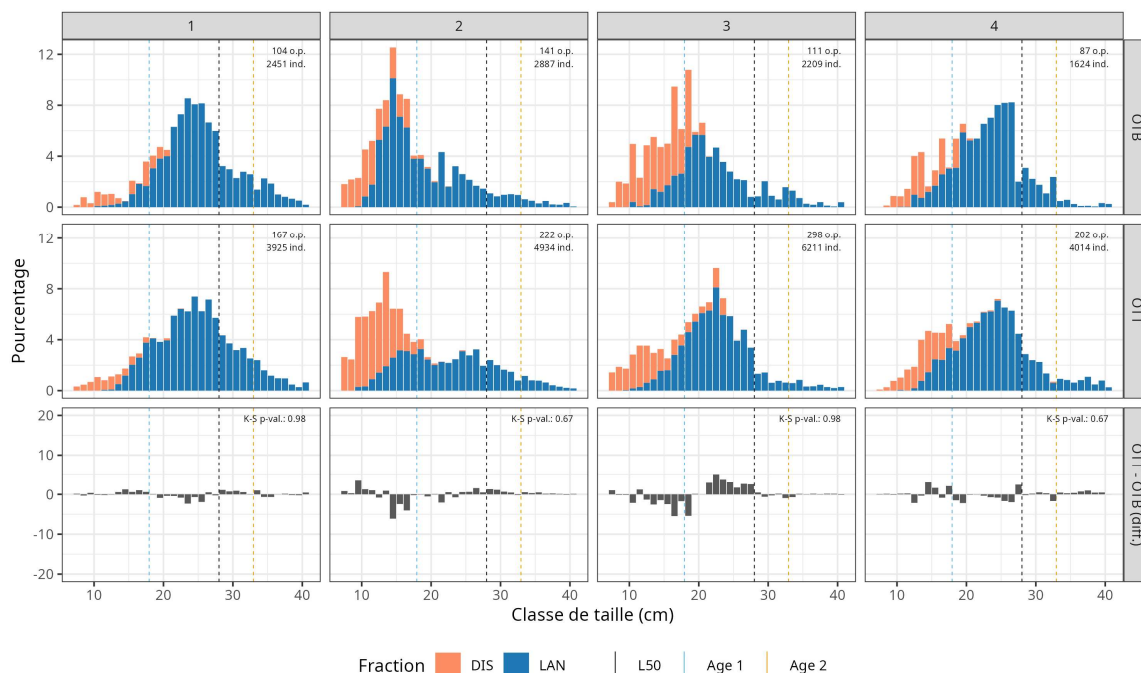 1 2 3 4
104 o.p. 141 o.p. 111 o.p. 87 o.p.
2451 ind. 2887 ind. 2209 ind. 1624 ind.
OTB
12
8
4
0
167 o.p. 222 o.p. 298 o.p. 202 o.p.
3925 ind. 4934 ind. 6211 ind. 4014 ind.
OTT
12
8
4
0
Pourcentage
K-S p-val.: 0.98 K-S p-val.: 0.67 K-S p-val.: 0.98 K-S p-val.: 0.67
OTT - OTB (diff.)
20
10
0
-10
-20
10 20 30 40 10 20 30 40 10 20 30 40 10 20 30 40
Classe de taille (cm)
Fraction DIS LAN L50 Age 1 Age 2